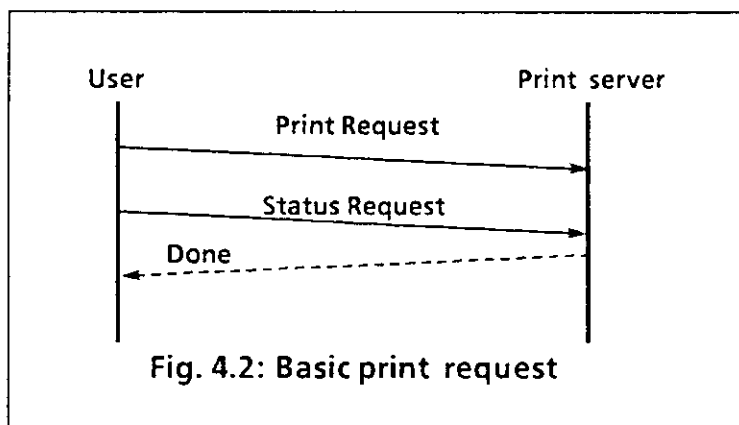 User Print server
Print Request
Status Request
Done
Fig. 4.2: Basic print request